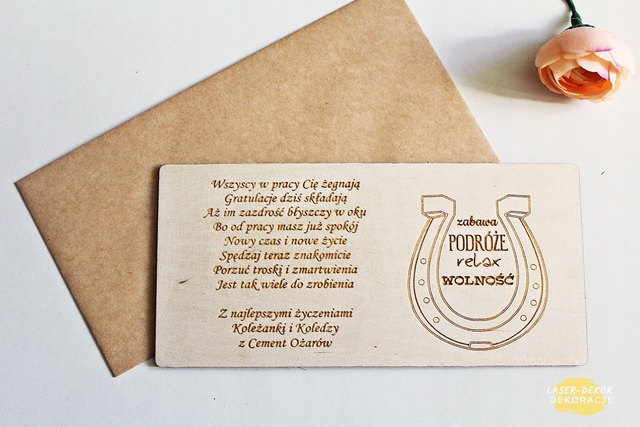 Wszyscy w pracy Cię żegnają
Gratulacje dziś składają
Aż im zazdrość błyszczy w oku
Bo od pracy masz już spokój
Nowy czas i nowe życie
Spędzaj teraz znakomicie
Porzuć troski i zmartwienia
Jest tak wiele do zrobienia
Z najlepszymi życzeniami
Koleżanki i Koledzy
z Cement Ożarów
zabawa
PODRÓŻE
relax
WOLNOŚĆ
LASER-DEKOR
DEKORACJE